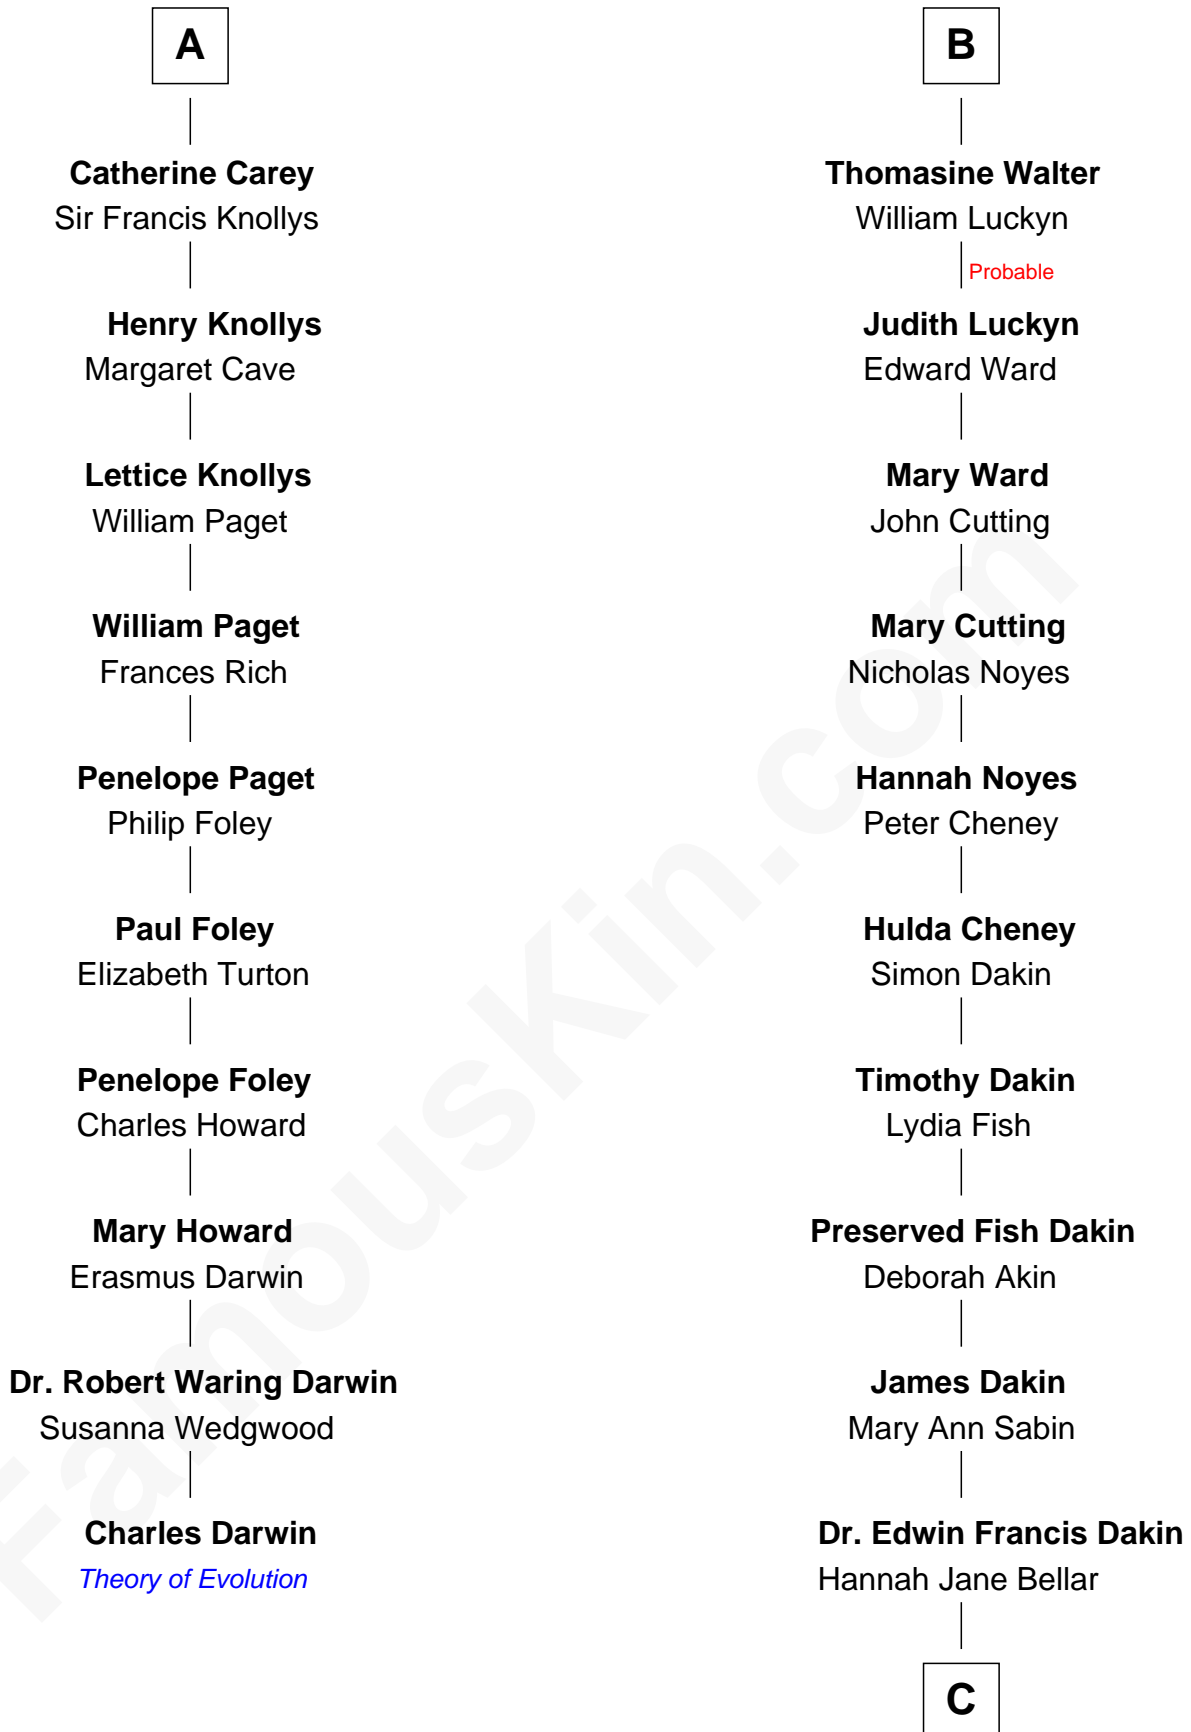 A
Catherine Carey
Sir Francis Knollys
Henry Knollys
Margaret Cave
Lettice Knollys
William Paget
William Paget
Frances Rich
Penelope Paget
Philip Foley
Paul Foley
Elizabeth Turton
Penelope Foley
Charles Howard
Mary Howard
Erasmus Darwin
Dr. Robert Waring Darwin
Susanna Wedgwood
Charles Darwin
Theory of Evolution
B
Thomasine Walter
William Luckyn
Probable
Judith Luckyn
Edward Ward
Mary Ward
John Cutting
Mary Cutting
Nicholas Noyes
Hannah Noyes
Peter Cheney
Hulda Cheney
Simon Dakin
Timothy Dakin
Lydia Fish
Preserved Fish Dakin
Deborah Akin
James Dakin
Mary Ann Sabin
Dr. Edwin Francis Dakin
Hannah Jane Bellar
C
FamousKin.com